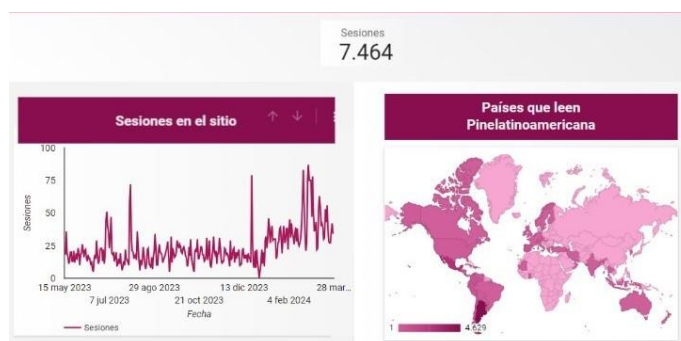 Sesiones
7.464
Sesiones en el sitio
Países que leen
Pinelatinoamericana
100
75
50
25
0
Sesiones
15 may 2023
29 ago 2023
13 dic 2023
28 mar...
7 jul 2023
21 oct 2023
4 feb 2024
Fecha
Sesiones
1
4.629